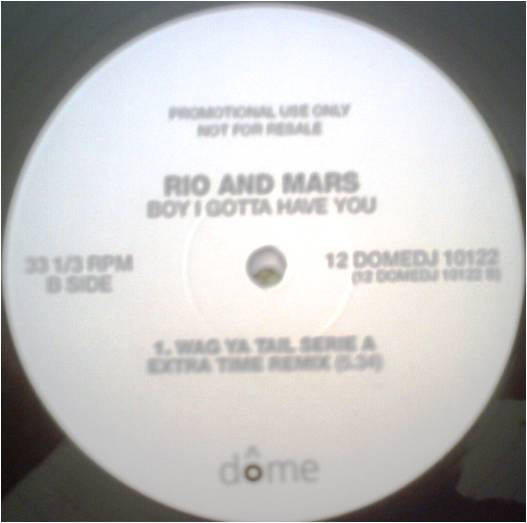 PROMOTIONAL USE ONLY
NOT FOR RESALE
RIO AND MARS
BOY I GOTTA HAVE YOU
33 1/3 RPM
B SIDE
12 DOMEDJ 10122
(12 DOMEDJ 10122 B)
1. WAG YA TAIL SERIE A
EXTRA TIME REMIX (5.34)
dôme